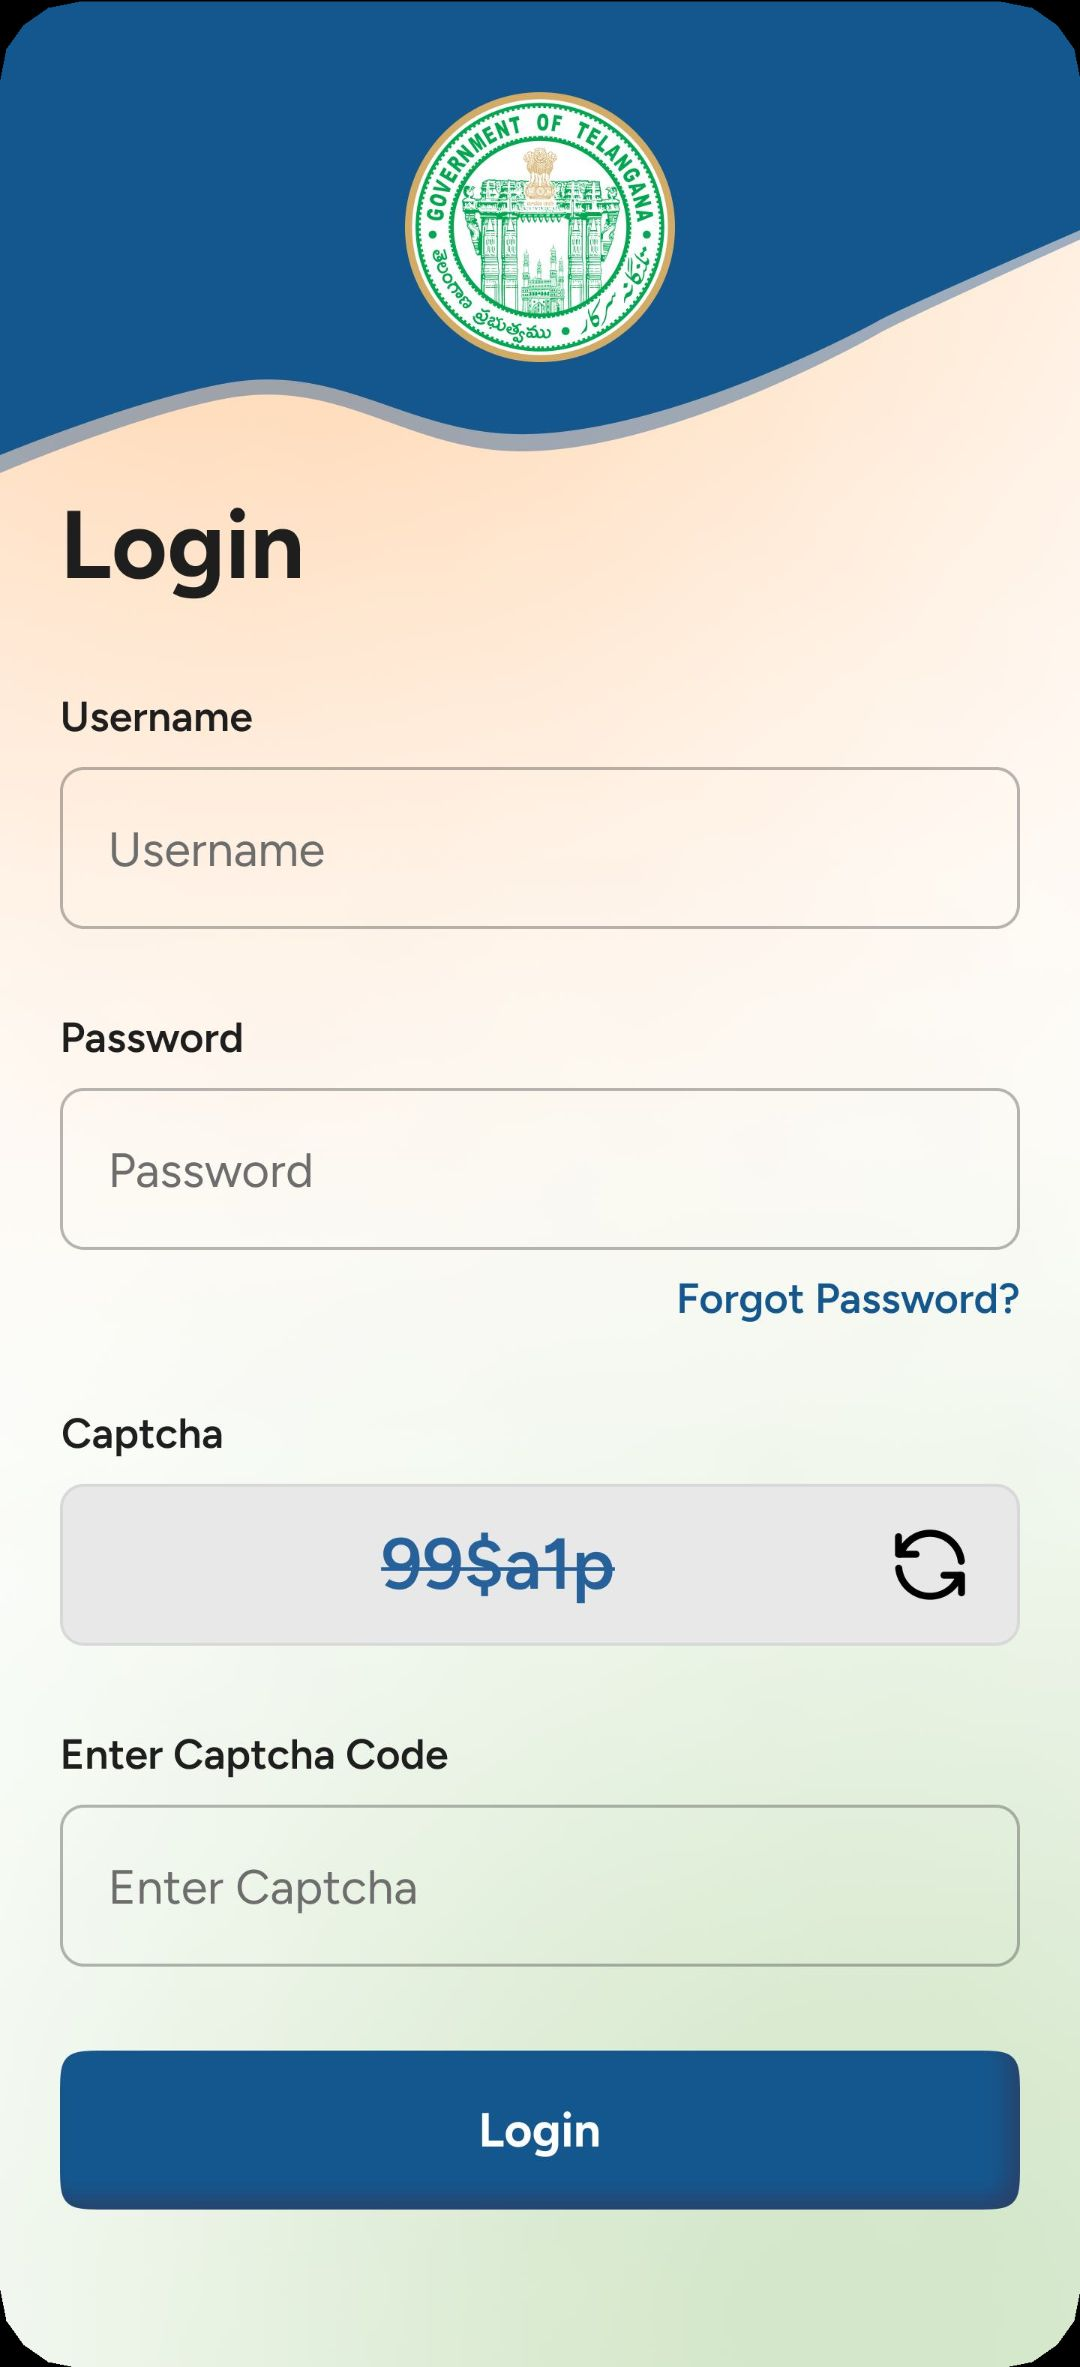 GOVERNMENT OF TELANGANA
తెలంగాణ ప్రభుత్వము
Login
Username
Username
Password
Password
Forgot Password?
Captcha
99$a1p
Enter Captcha Code
Enter Captcha
Login